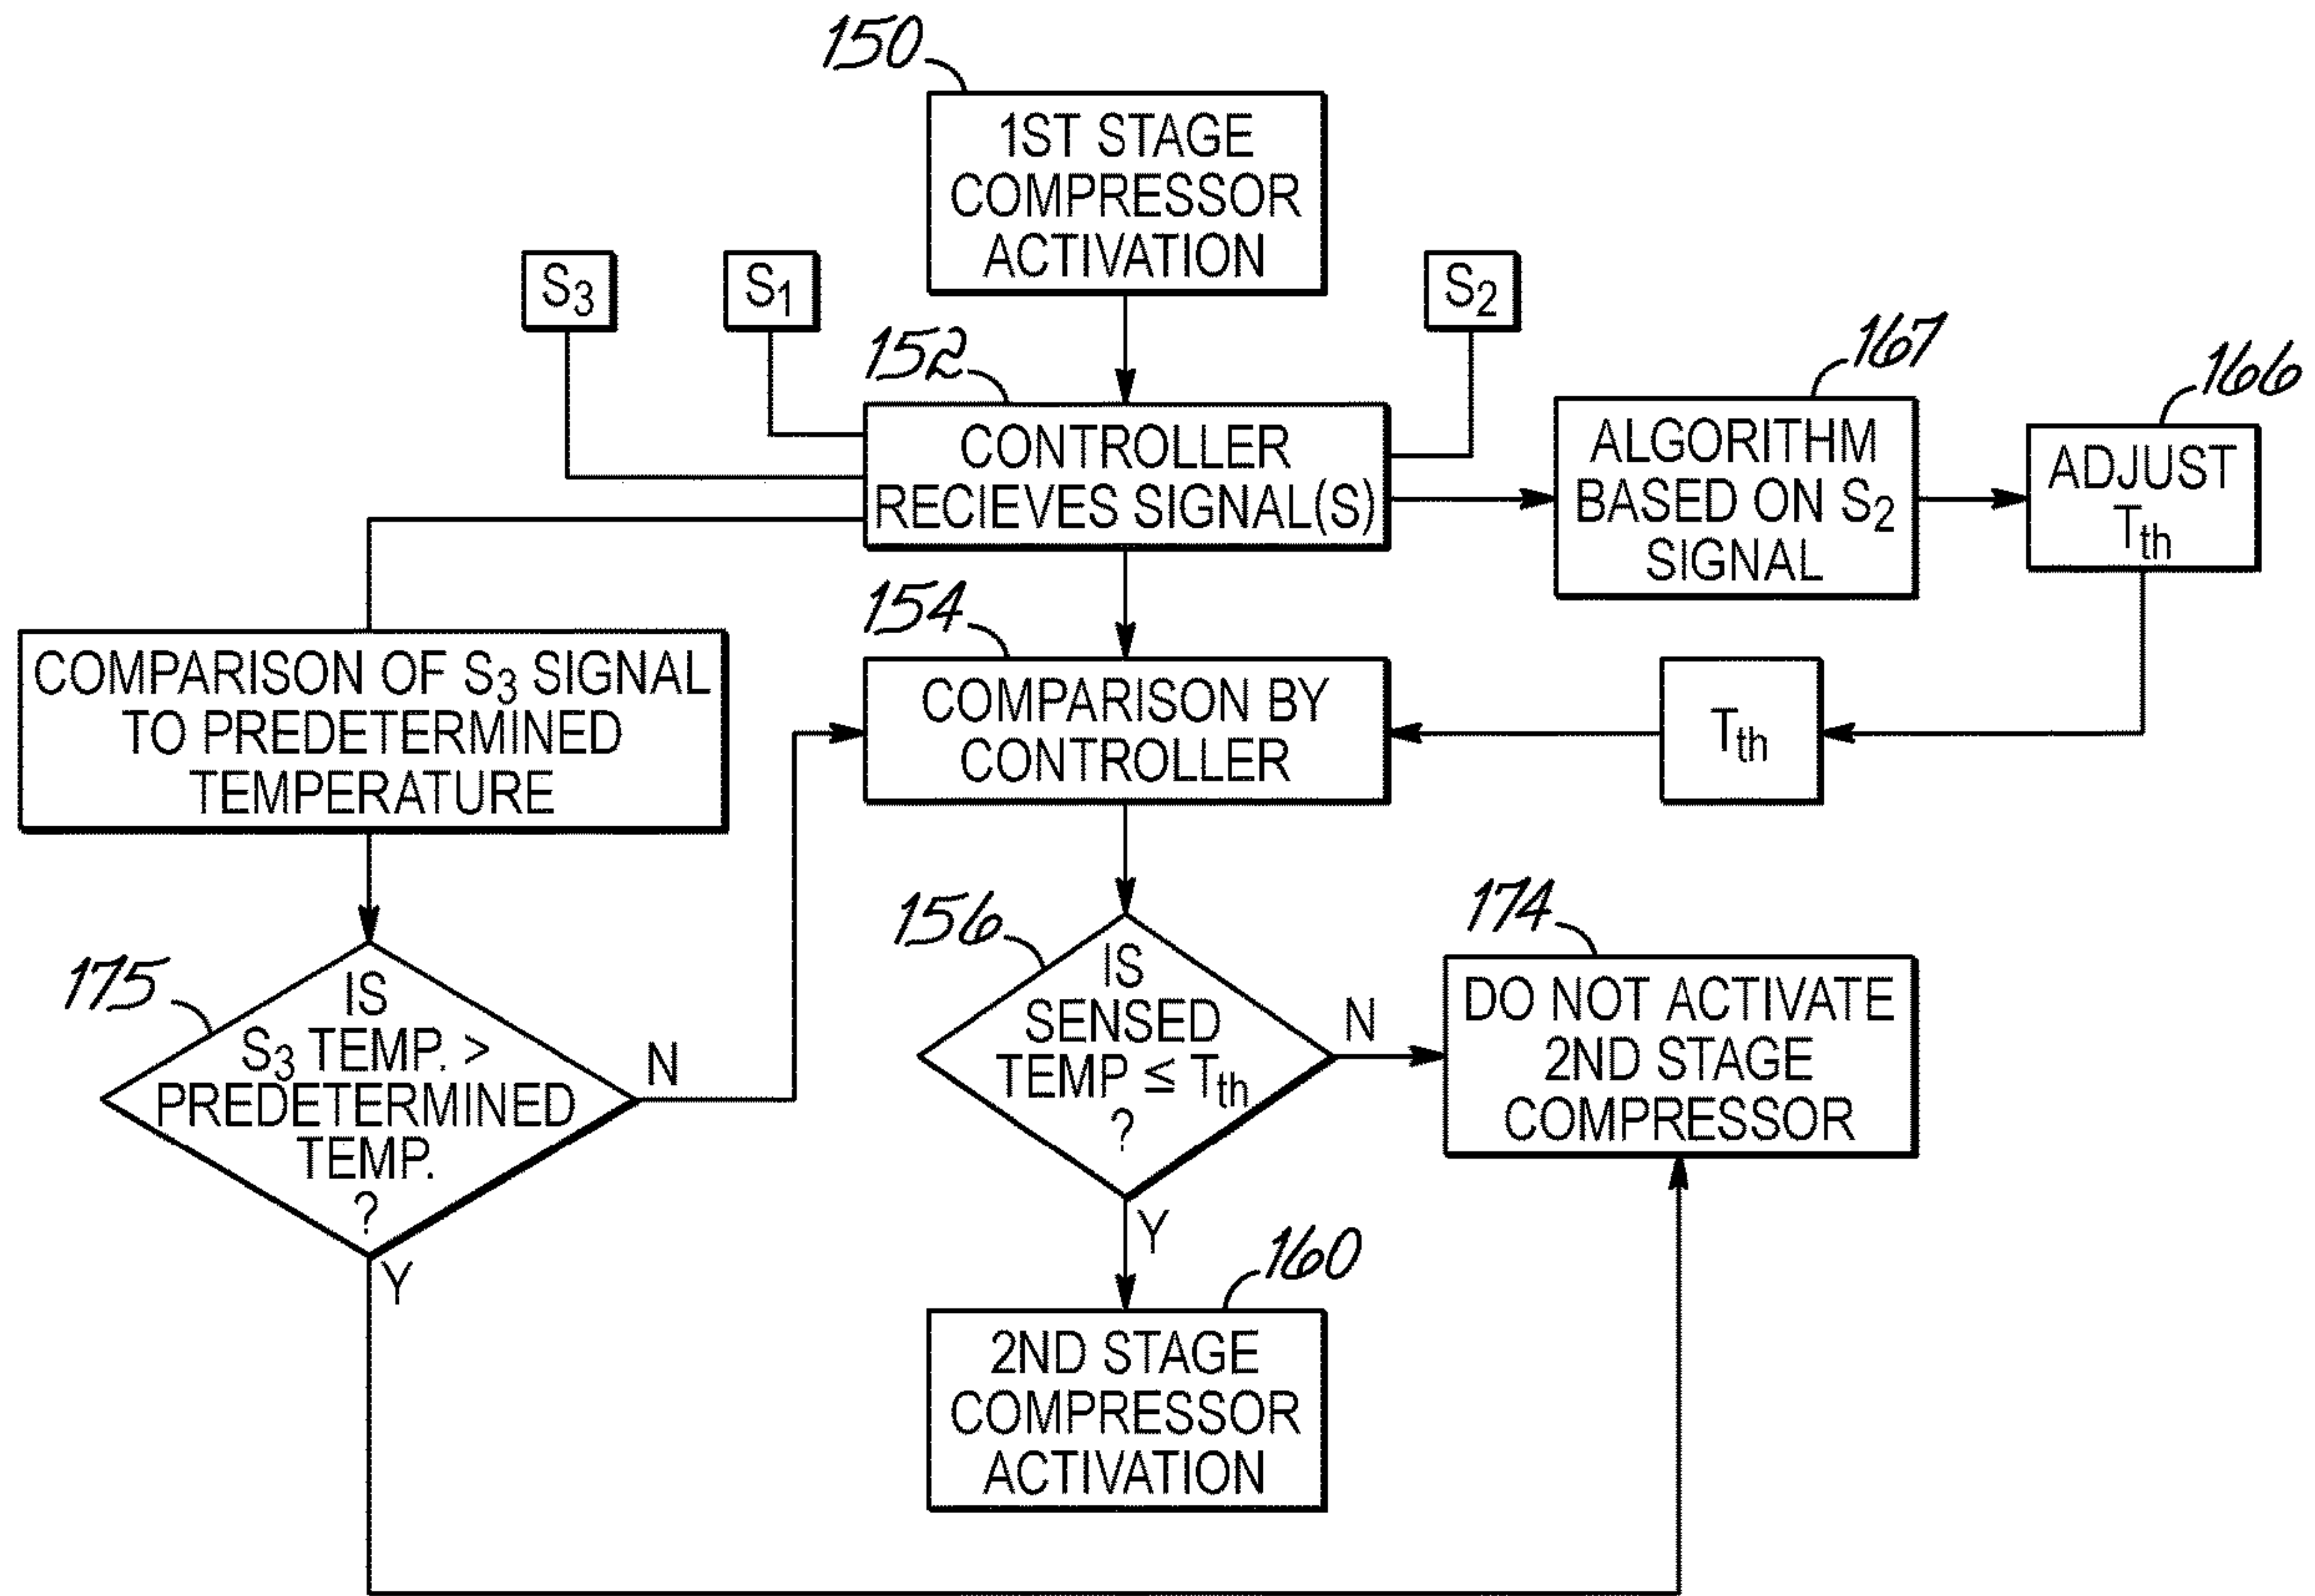 150
1ST STAGE
COMPRESSOR
ACTIVATION
S3
S1
S2
152
CONTROLLER
RECIEVES SIGNAL(S)
167
ALGORITHM
BASED ON S2
SIGNAL
166
ADJUST
Tth
COMPARISON OF S3 SIGNAL
TO PREDETERMINED
TEMPERATURE
154
COMPARISON BY
CONTROLLER
Tth
175
IS
S3 TEMP. >
PREDETERMINED
TEMP.
?
N
Y
156
IS
SENSED
TEMP ≤ Tth
?
N
Y
174
DO NOT ACTIVATE
2ND STAGE
COMPRESSOR
160
2ND STAGE
COMPRESSOR
ACTIVATION